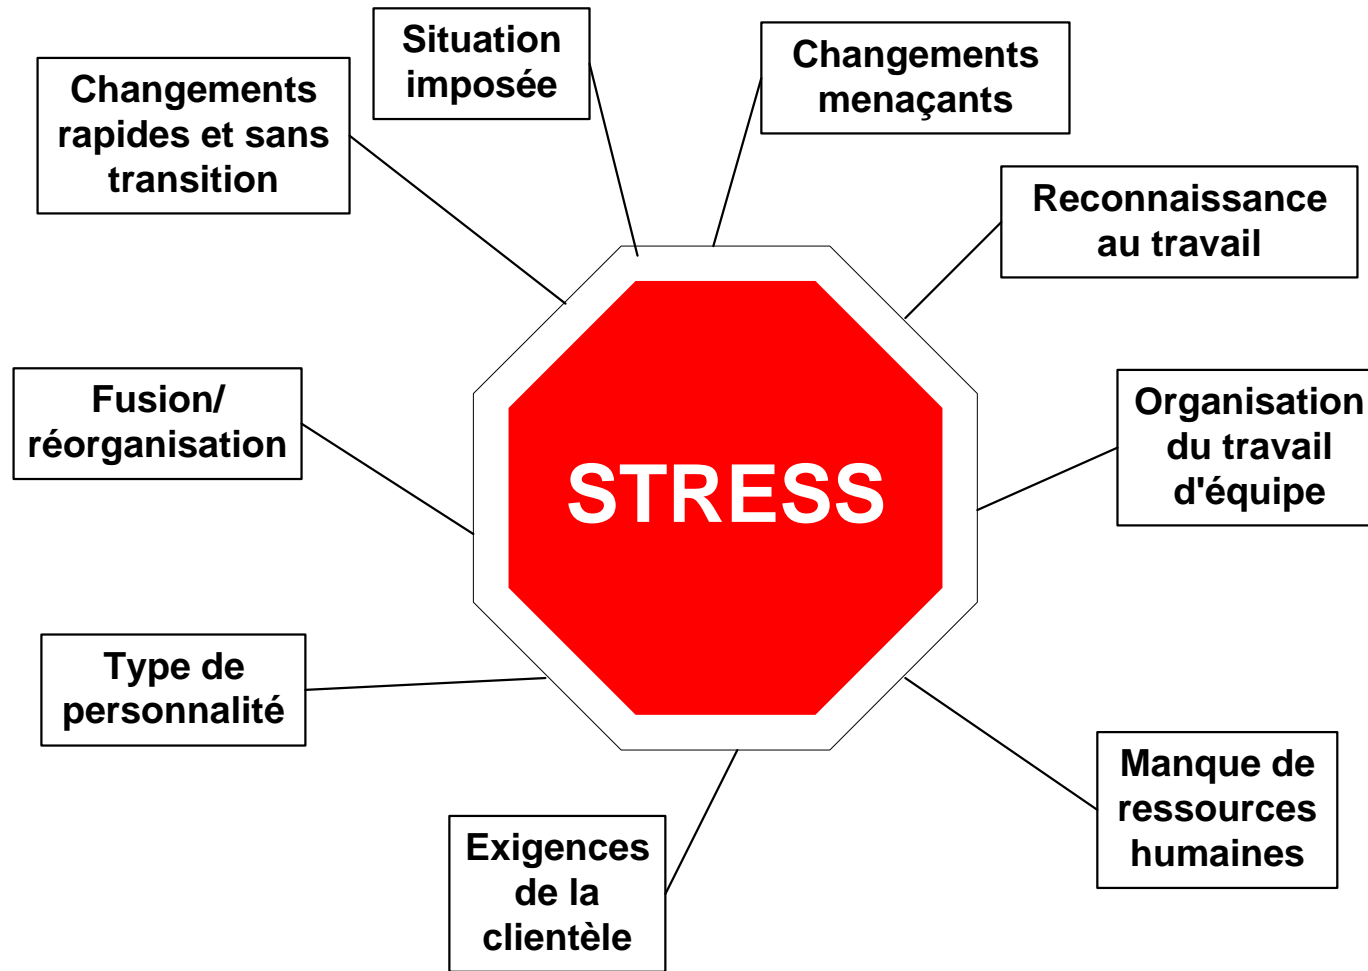 Situation
imposée
Changements
menaçants
Changements
rapides et sans
transition
Reconnaissance
au travail
Fusion/
réorganisation
Organisation
du travail
d'équipe
STRESS
Type de
personnalité
Manque de
ressources
humaines
Exigences
de la
clientèle